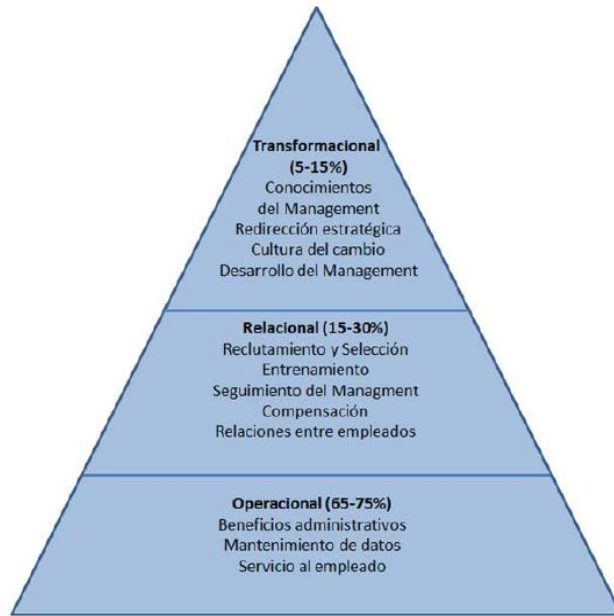 Transformacional
(5-15%)
Conocimientos
del Management
Redirección estratégica
Cultura del cambio
Desarrollo del Management
Relacional (15-30%)
Reclutamiento y Selección
Entrenamiento
Seguimiento del Managment
Compensación
Relaciones entre empleados
Operacional (65-75%)
Beneficios administrativos
Mantenimiento de datos
Servicio al empleado